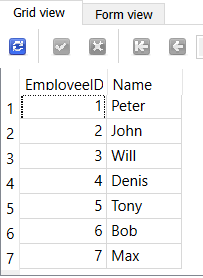 Grid view Form view
EmployeeID Name
1 1 Peter
2 2 John
3 3 Will
4 4 Denis
5 5 Tony
6 6 Bob
7 7 Max